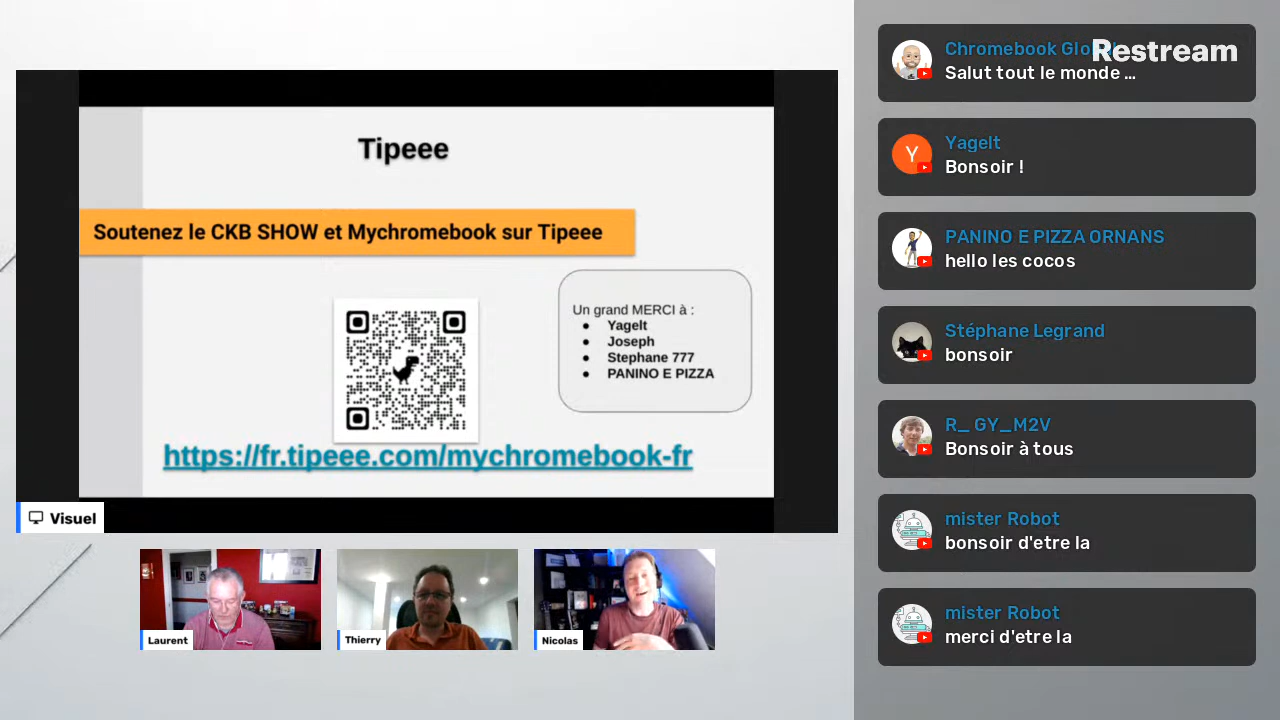 Tipeee
Soutenez le CKB SHOW et Mychromebook sur Tipeee
Un grand MERCI à :
● Yagelt
● Joseph
● Stephane 777
● PANINO E PIZZA
https://fr.tipeee.com/mychromebook-fr
Visuel
Laurent
Thierry
Nicolas
Restream
Chromebook
Salut tout le monde ...
Y
Yagelt
Bonsoir !
PANINO E PIZZA ORNANS
hello les cocos
Stéphane Legrand
bonsoir
R_ GY_M2V
Bonsoir à tous
mister Robot
bonsoir d'etre la
mister Robot
merci d'etre la